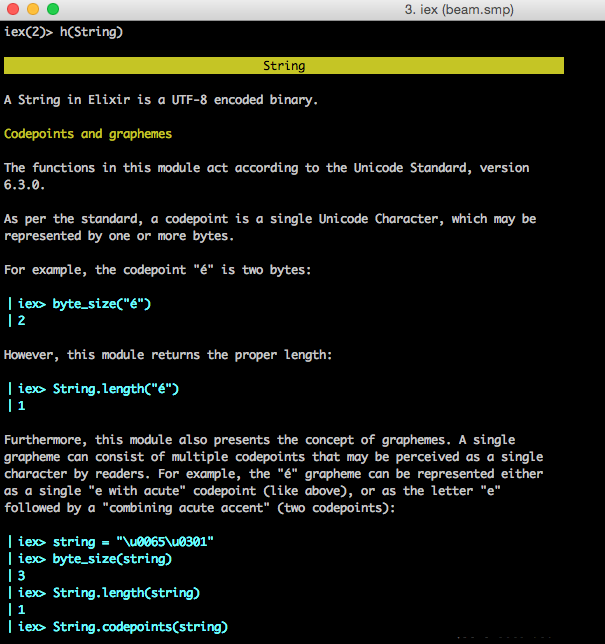 3. iex (beam.smp)
iex(2)> h(String)
String
A String in Elixir is a UTF-8 encoded binary.
Codepoints and graphemes
The functions in this module act according to the Unicode Standard, version
6.3.0.
As per the standard, a codepoint is a single Unicode Character, which may be
represented by one or more bytes.
For example, the codepoint "é" is two bytes:
| iex> byte_size("é")
| 2
However, this module returns the proper length:
| iex> String.length("é")
| 1
Furthermore, this module also presents the concept of graphemes. A single
grapheme can consist of multiple codepoints that may be perceived as a single
character by readers. For example, the "é" grapheme can be represented either
as a single "e with acute" codepoint (like above), or as the letter "e"
followed by a "combining acute accent" (two codepoints):
| iex> string = "\u0065\u0301"
| iex> byte_size(string)
| 3
| iex> String.length(string)
| 1
| iex> String.codepoints(string)